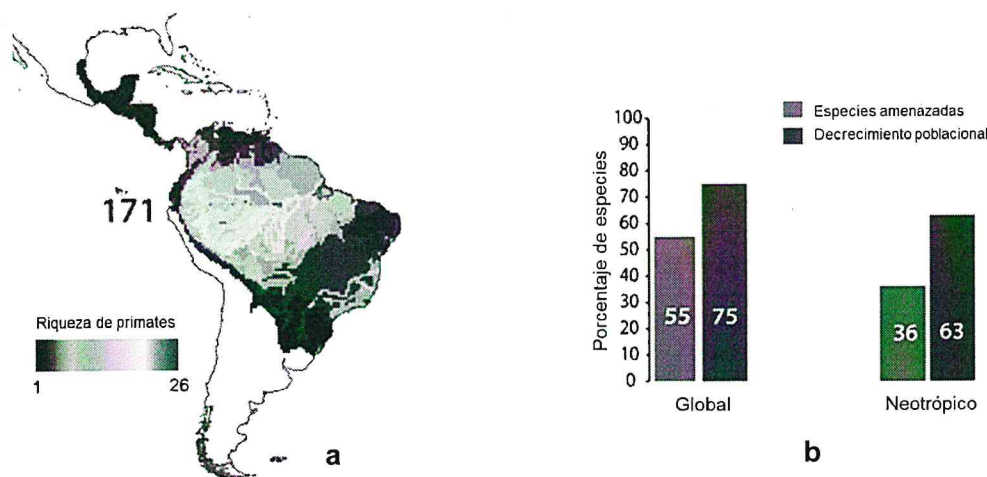 171
Riqueza de primates
1
26
a
Especies amenazadas
Decrecimiento poblacional
Porcentaje de especies
100
90
80
70
60
50
40
30
20
10
0
55
75
36
63
Global
Neotrópico
b